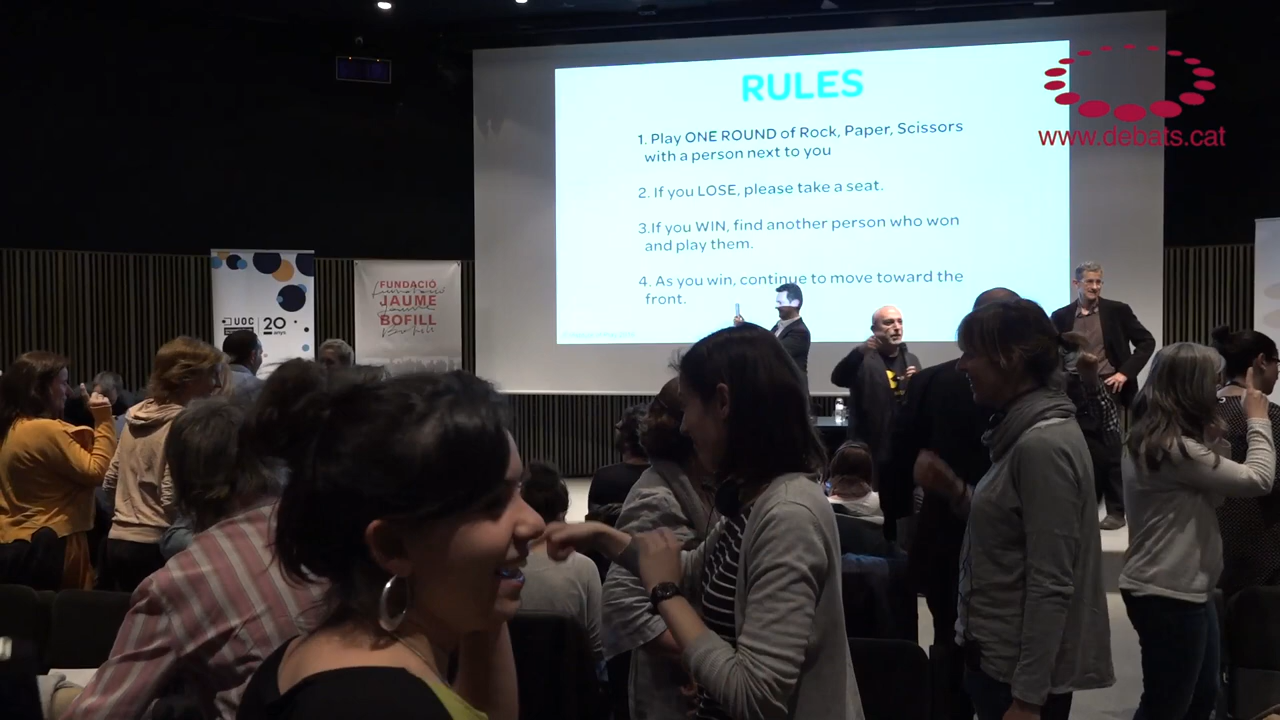 RULES
1. Play ONE ROUND of Rock, Paper, Scissors
with a person next to you
2. If you LOSE, please take a seat.
3.If you WIN, find another person who won
and play them.
4. As you win, continue to move toward the
front.
www.debats.cat
UOC
20
anys
FUNDACIÓ
JAUME
BOFILL